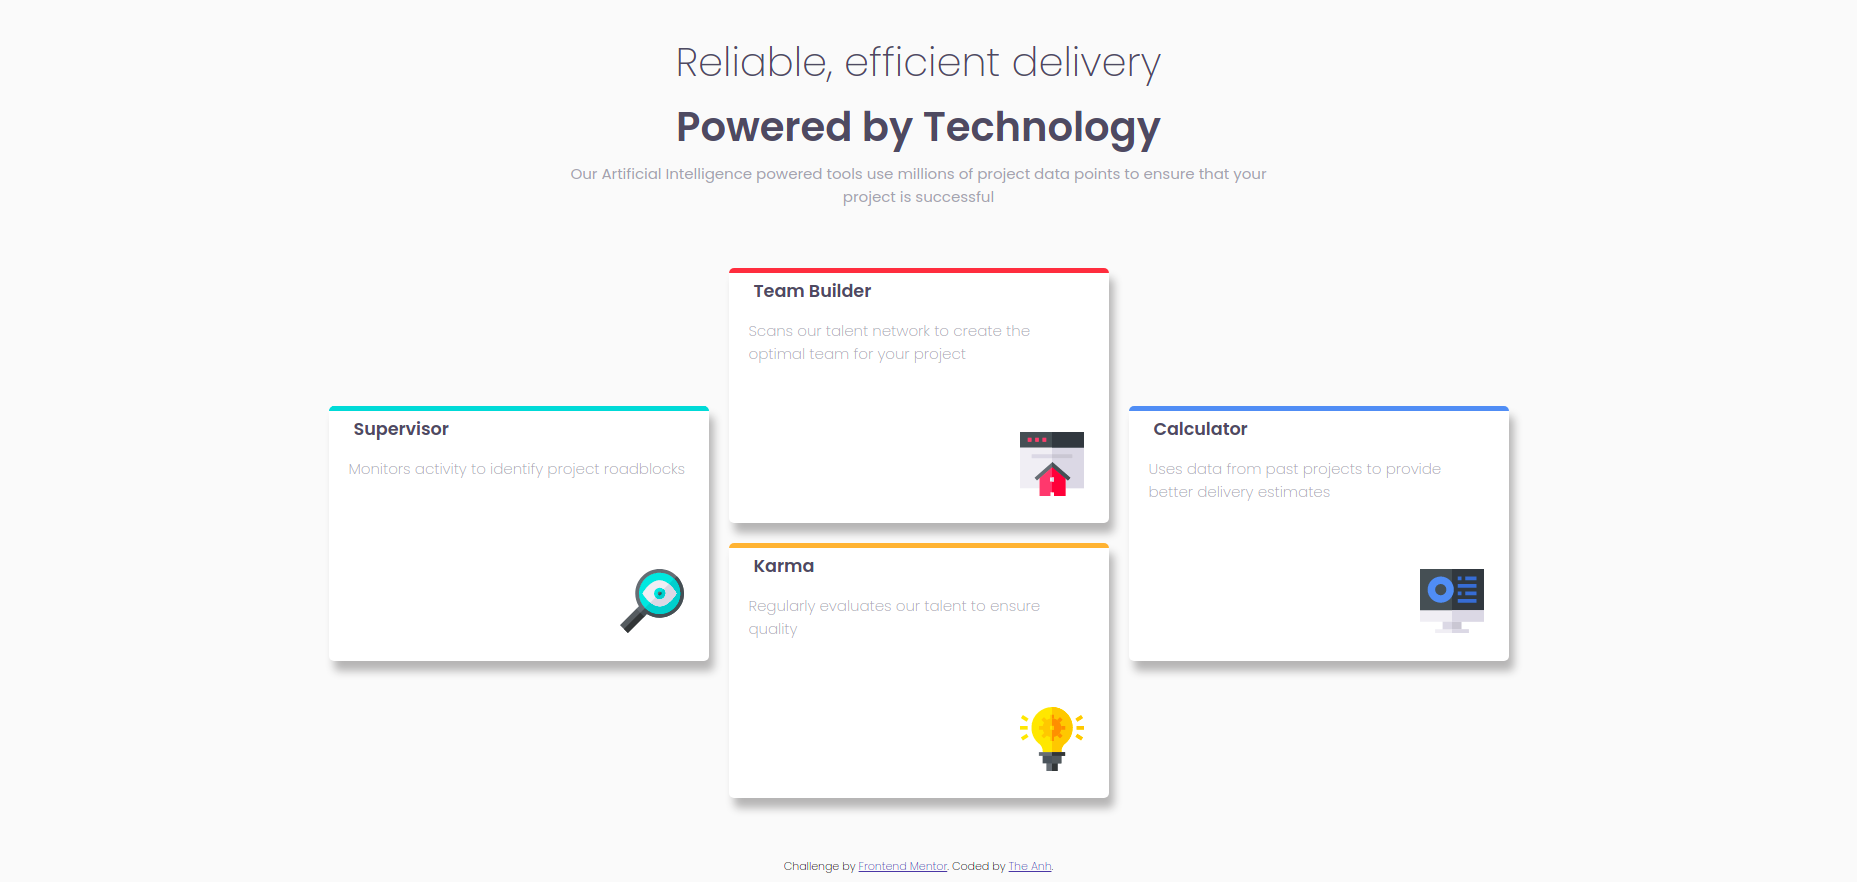 Reliable, efficient delivery
Powered by Technology
Our Artificial Intelligence powered tools use millions of project data points to ensure that your
project is successful
Team Builder
Scans our talent network to create the
optimal team for your project
Supervisor
Monitors activity to identify project roadblocks
Calculator
Uses data from past projects to provide
better delivery estimates
Karma
Regularly evaluates our talent to ensure
quality
Challenge by Frontend Mentor. Coded by The Anh.